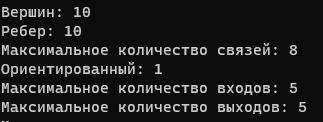 Вершин: 10
Ребер: 10
Максимальное количество связей: 8
Ориентированный: 1
Максимальное количество входов: 5
Максимальное количество выходов: 5